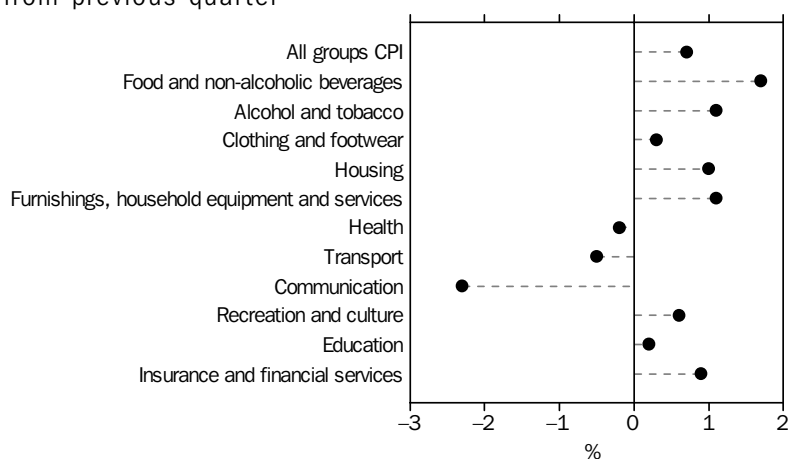 from previous quarter
All groups CPI
Food and non-alcoholic beverages
Alcohol and tobacco
Clothing and footwear
Housing
Furnishings, household equipment and services
Health
Transport
Communication
Recreation and culture
Education
Insurance and financial services
–3 –2 –1 0 1 2
%